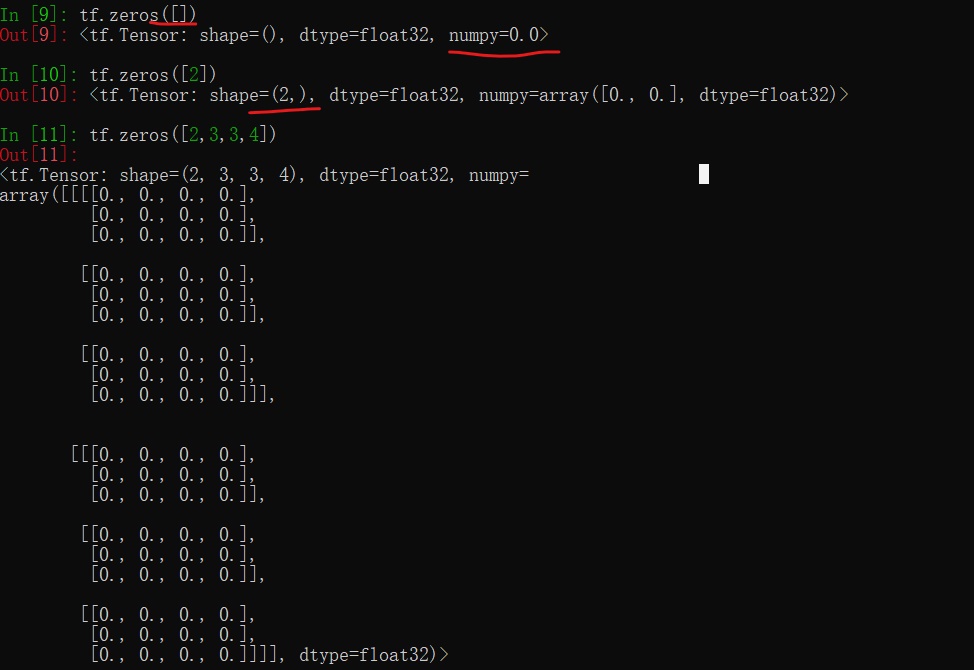 In [9]: tf.zeros([])
Out[9]: <tf.Tensor: shape=(), dtype=float32, numpy=0.0>
In [10]: tf.zeros([2])
Out[10]: <tf.Tensor: shape=(2,), dtype=float32, numpy=array([0., 0.], dtype=float32)>
In [11]: tf.zeros([2,3,3,4])
Out[11]:
<tf.Tensor: shape=(2, 3, 3, 4), dtype=float32, numpy=
array([[[[0., 0., 0., 0.],
[0., 0., 0., 0.],
[0., 0., 0., 0.]],
[[0., 0., 0., 0.],
[0., 0., 0., 0.],
[0., 0., 0., 0.]],
[[0., 0., 0., 0.],
[0., 0., 0., 0.],
[0., 0., 0., 0.]]],
[[[0., 0., 0., 0.],
[0., 0., 0., 0.],
[0., 0., 0., 0.]],
[[0., 0., 0., 0.],
[0., 0., 0., 0.],
[0., 0., 0., 0.]],
[[0., 0., 0., 0.],
[0., 0., 0., 0.],
[0., 0., 0., 0.]]]], dtype=float32)>